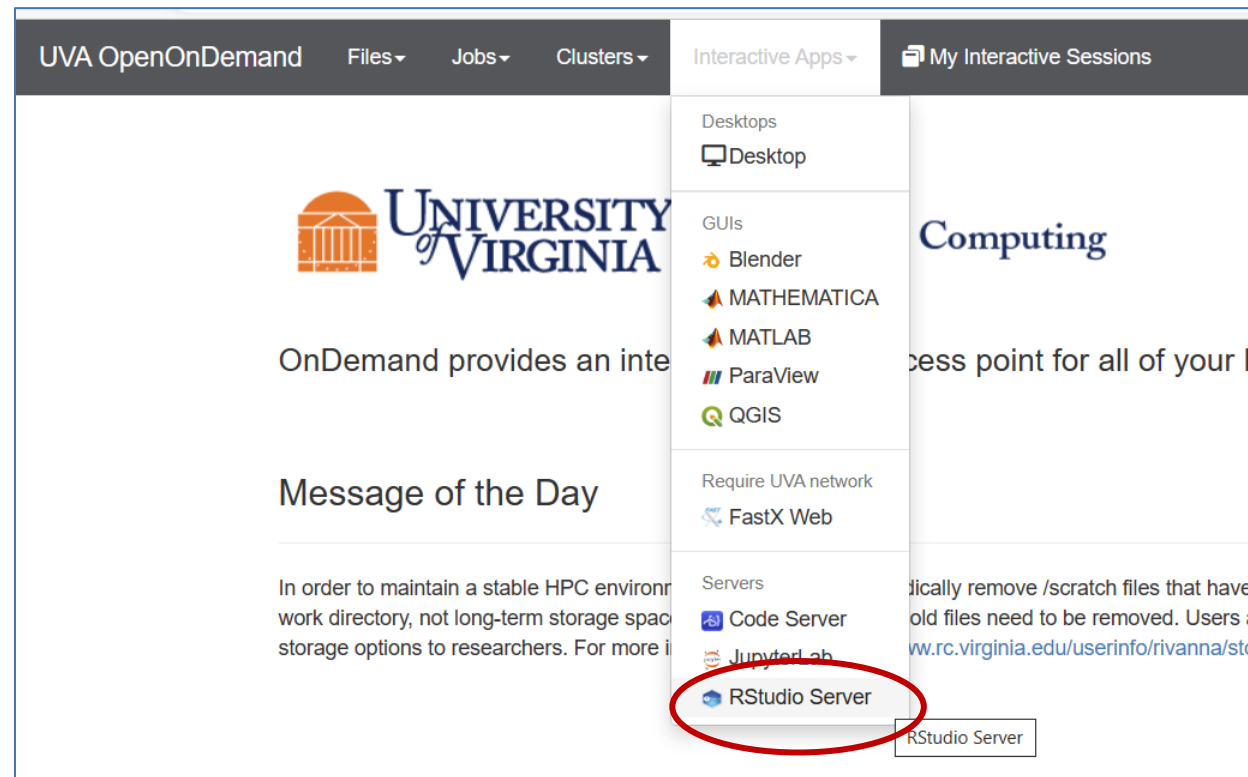 UVA OpenOnDemand Files Jobs Clusters Interactive Apps My Interactive Sessions
Desktops
Desktop
GUIs
Blender
MATHEMATICA
MATLAB
ParaView
QGIS
Require UVA network
FastX Web
Servers
Code Server
JupyterLab
RStudio Server
RStudio Server
UNIVERSITY
of VIRGINIA
Computing
OnDemand provides an inte cess point for all of your
Message of the Day
In order to maintain a stable HPC environ dically remove /scratch files that have
work directory, not long-term storage spac old files need to be removed. Users
storage options to researchers. For more i ww.rc.virginia.edu/userinfo/rivanna/sto